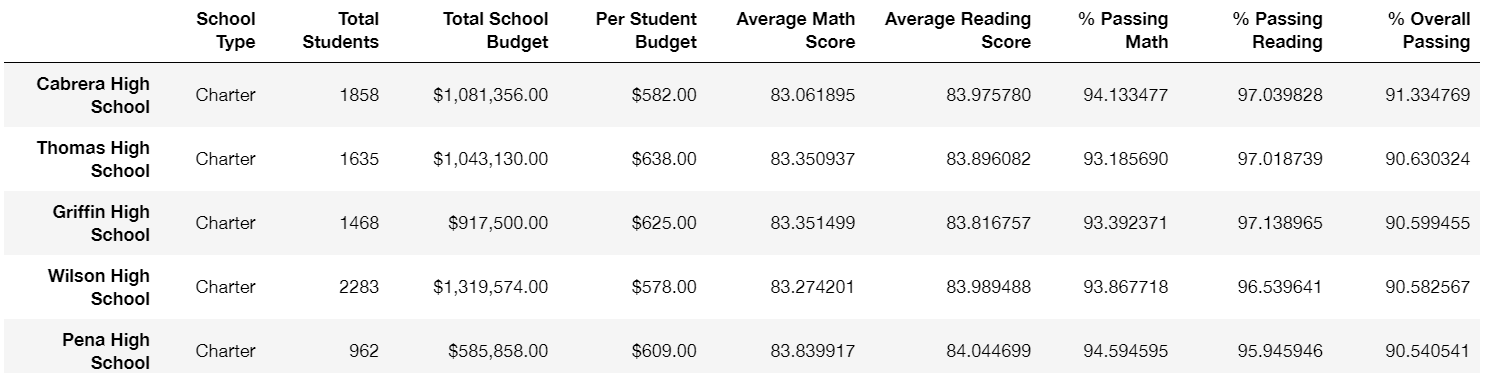 School Type Total Students Total School Budget Per Student Budget Average Math Score Average Reading Score % Passing Math % Passing Reading % Overall Passing
Cabrera High School Charter 1858 $1,081,356.00 $582.00 83.061895 83.975780 94.133477 97.039828 91.334769
Thomas High School Charter 1635 $1,043,130.00 $638.00 83.350937 83.896082 93.185690 97.018739 90.630324
Griffin High School Charter 1468 $917,500.00 $625.00 83.351499 83.816757 93.392371 97.138965 90.599455
Wilson High School Charter 2283 $1,319,574.00 $578.00 83.274201 83.989488 93.867718 96.539641 90.582567
Pena High School Charter 962 $585,858.00 $609.00 83.839917 84.044699 94.594595 95.945946 90.540541